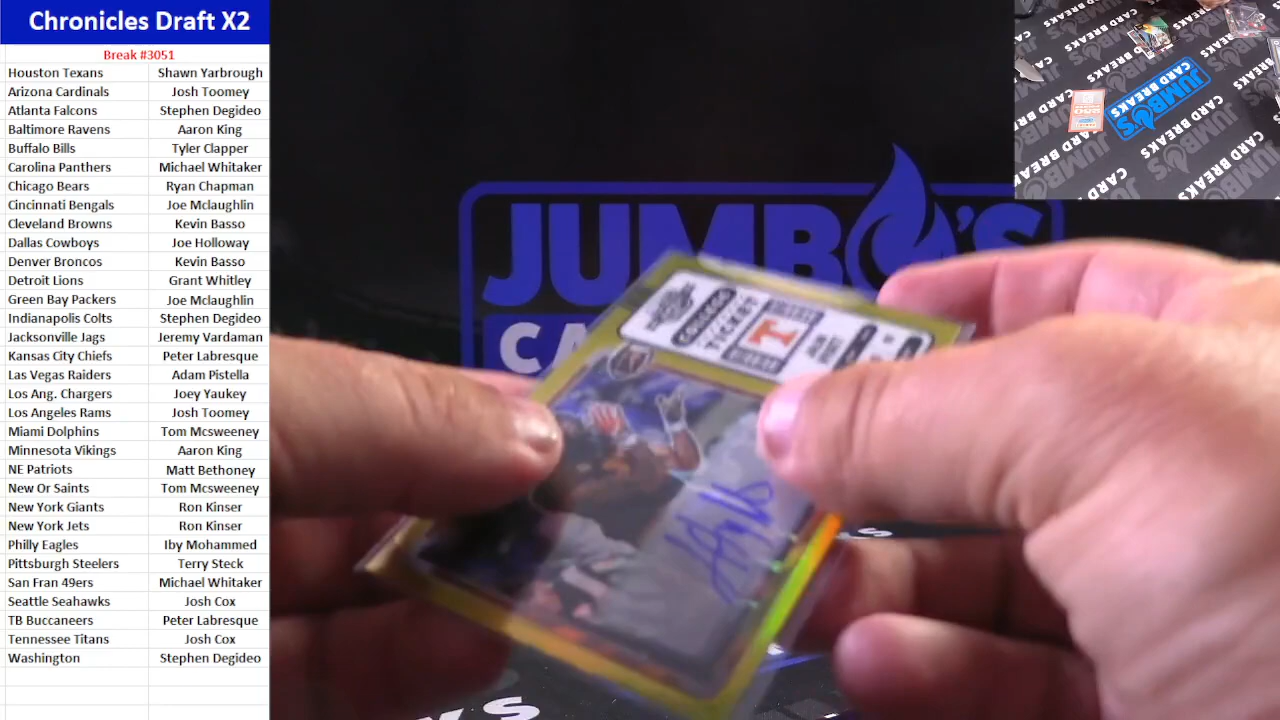 Chronicles Draft X2
Break #3051
Houston Texans Shawn Yarbrough
Arizona Cardinals Josh Toomey
Atlanta Falcons Stephen Degideo
Baltimore Ravens Aaron King
Buffalo Bills Tyler Clapper
Carolina Panthers Michael Whitaker
Chicago Bears Ryan Chapman
Cincinnati Bengals Joe Mclaughlin
Cleveland Browns Kevin Basso
Dallas Cowboys Joe Holloway
Denver Broncos Kevin Basso
Detroit Lions Grant Whitley
Green Bay Packers Joe Mclaughlin
Indianapolis Colts Stephen Degideo
Jacksonville Jags Jeremy Vardaman
Kansas City Chiefs Peter Labresque
Las Vegas Raiders Adam Pistella
Los Ang. Chargers Joey Yaukey
Los Angeles Rams Josh Toomey
Miami Dolphins Tom Mcsweeney
Minnesota Vikings Aaron King
NE Patriots Matt Bethoney
New Or Saints Tom Mcsweeney
New York Giants Ron Kinser
New York Jets Ron Kinser
Philly Eagles Iby Mohammed
Pittsburgh Steelers Terry Steck
San Fran 49ers Michael Whitaker
Seattle Seahawks Josh Cox
TB Buccaneers Peter Labresque
Tennessee Titans Josh Cox
Washington Stephen Degideo
JUMBO'S
CA
COLLEGE
TICKET
T
JUMBO'S
CARD BREAKS
CARD BREAKS
CARD BREAKS